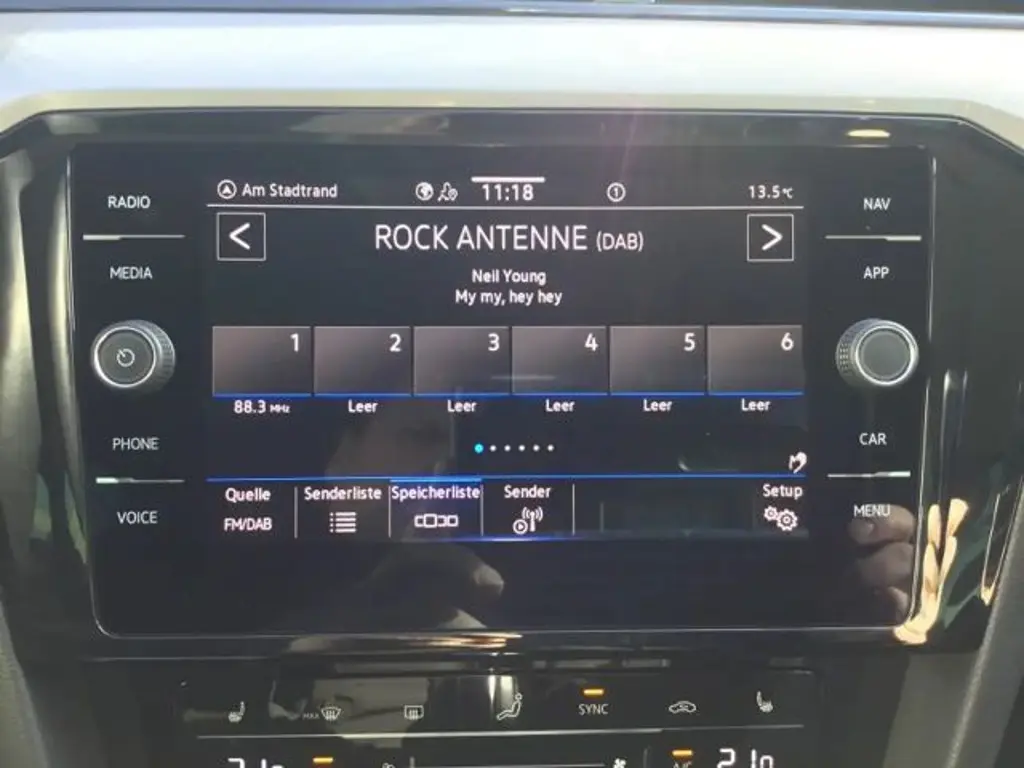 RADIO
MEDIA
PHONE
VOICE
Am Stadtrand 11:18 1 13.5°C
< ROCK ANTENNE (DAB) >
Neil Young
My my, hey hey
1 2 3 4 5 6
88.3 MHz Leer Leer Leer Leer Leer
Quelle Senderliste Speicherliste Sender Setup
FM/DAB
NAV
APP
CAR
MENU
MAX SYNC
A/C